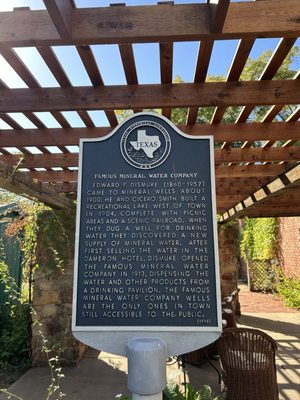 TEXAS
FAMOUS MINERAL WATER COMPANY
EDWARD P. DISMUKE (1860-1957)
CAME TO MINERAL WELLS ABOUT
1900. HE AND CICERO SMITH BUILT A
RECREATIONAL LAKE WEST OF TOWN
IN 1904, COMPLETE WITH PICNIC
AREAS AND A SCENIC RAILROAD. WHEN
THEY DUG A WELL FOR DRINKING
WATER THEY DISCOVERED A NEW
SUPPLY OF MINERAL WATER. AFTER
FIRST SELLING THE WATER IN THE
DAMERON HOTEL, DISMUKE OPENED
THE FAMOUS MINERAL WATER
COMPANY IN 1913, DISPENSING THE
WATER AND OTHER PRODUCTS FROM
A DRINKING PAVILION. THE FAMOUS
MINERAL WATER COMPANY WELLS
ARE THE ONLY ONES IN TOWN
STILL ACCESSIBLE TO THE PUBLIC.